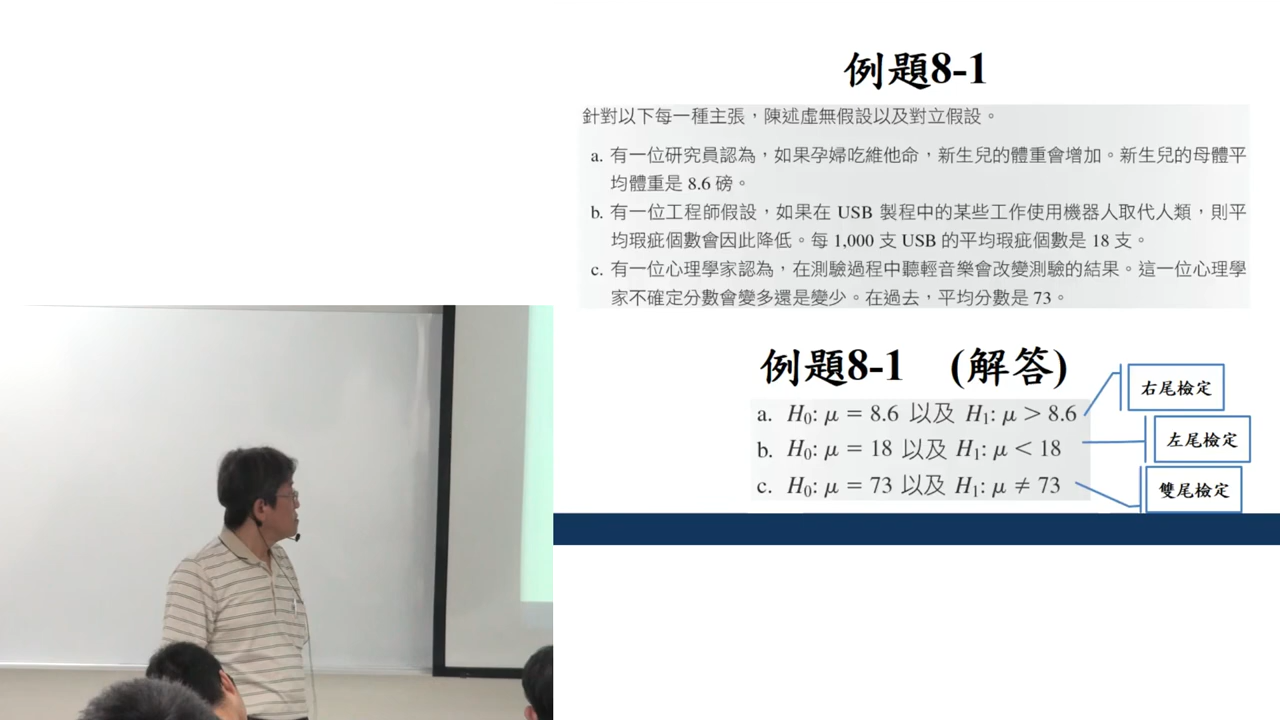 例題8-1
針對以下每一種主張，陳述虛無假設以及對立假設。
a. 有一位研究員認為，如果孕婦吃維他命，新生兒的體重會增加。新生兒的母體平
均體重是 8.6 磅。
b. 有一位工程師假設，如果在 USB 製程中的某些工作使用機器人取代人類，則平
均瑕疵個數會因此降低。每 1,000 支 USB 的平均瑕疵個數是 18 支。
c. 有一位心理學家認為，在測驗過程中聽輕音樂會改變測驗的結果。這一位心理學
家不確定分數會變多還是變少。在過去，平均分數是 73。
例題8-1 (解答)
a. H₀: μ = 8.6 以及 H₁: μ > 8.6
右尾檢定
b. H₀: μ = 18 以及 H₁: μ < 18
左尾檢定
c. H₀: μ = 73 以及 H₁: μ ≠ 73
雙尾檢定